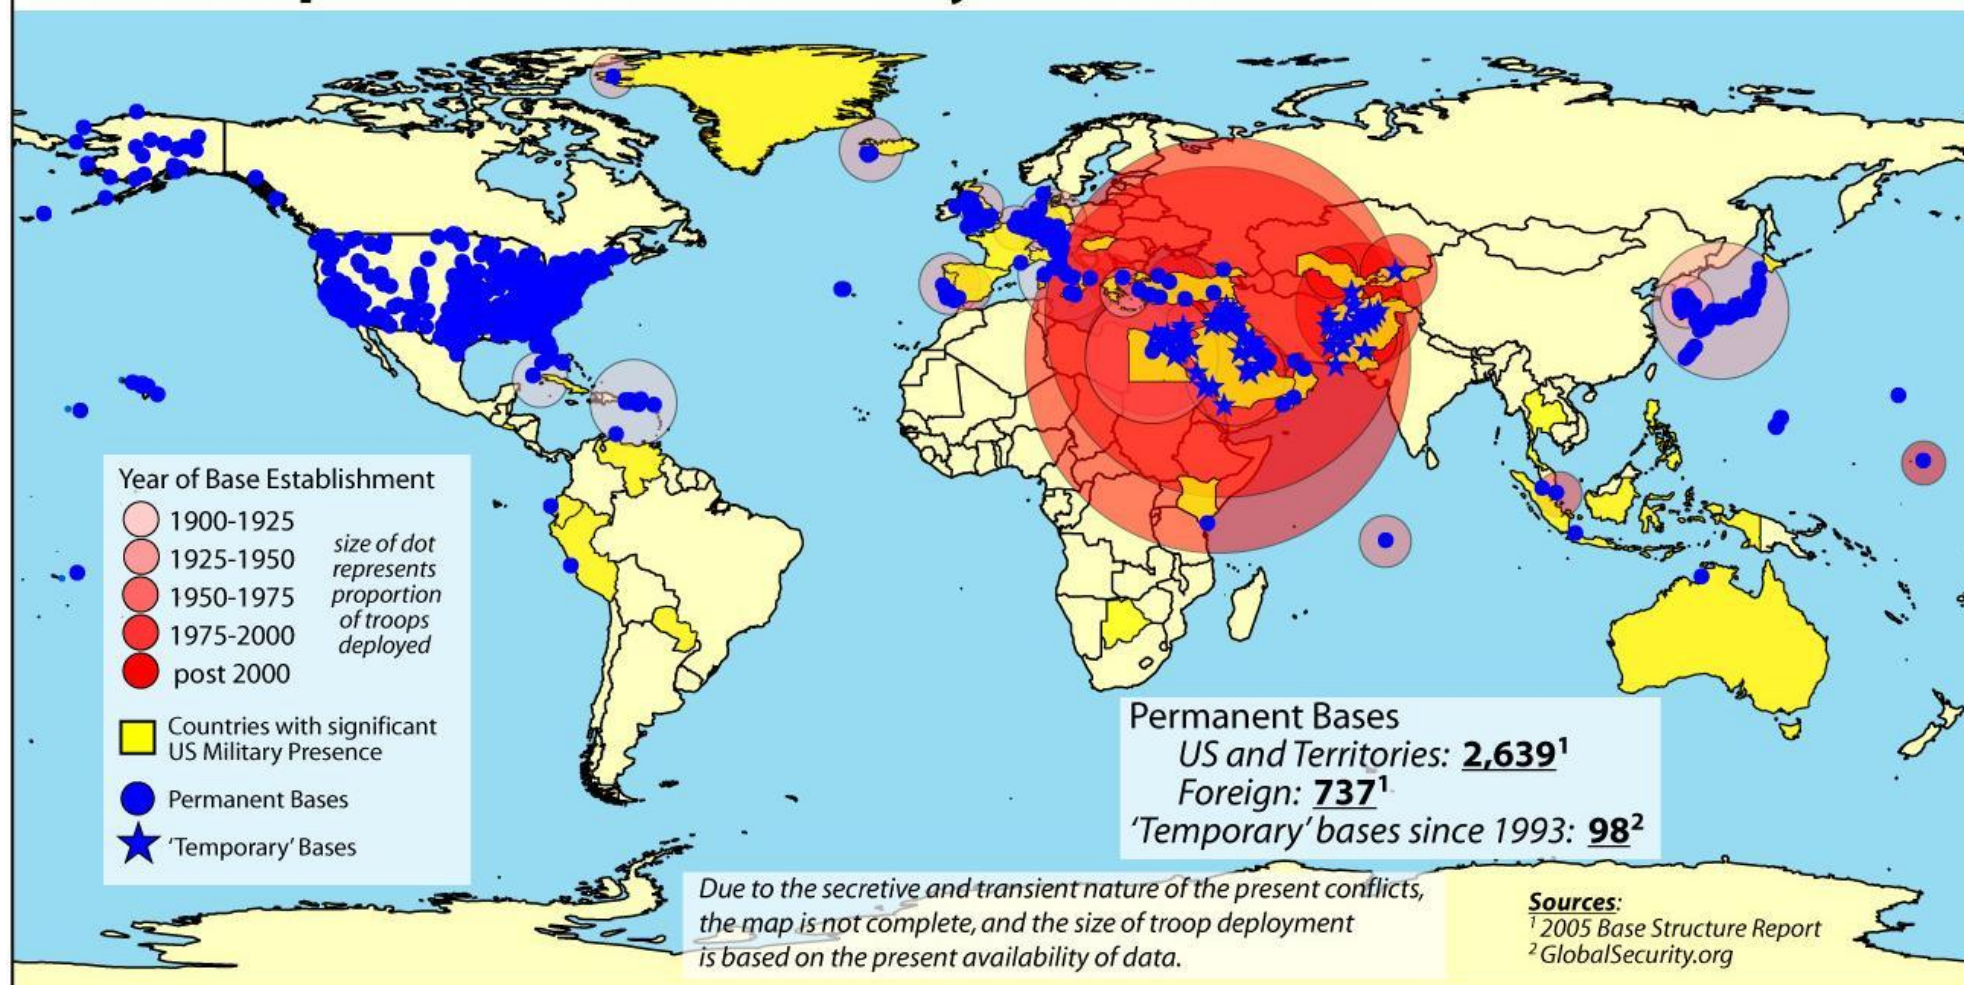 Year of Base Establishment
1900-1925
1925-1950
1950-1975
1975-2000
post 2000
size of dot
represents
proportion
of troops
deployed
Countries with significant
US Military Presence
Permanent Bases
'Temporary' Bases
Permanent Bases
US and Territories: 2,639¹
Foreign: 737¹
'Temporary' bases since 1993: 98²
Due to the secretive and transient nature of the present conflicts,
the map is not complete, and the size of troop deployment
is based on the present availability of data.
Sources:
¹ 2005 Base Structure Report
² GlobalSecurity.org